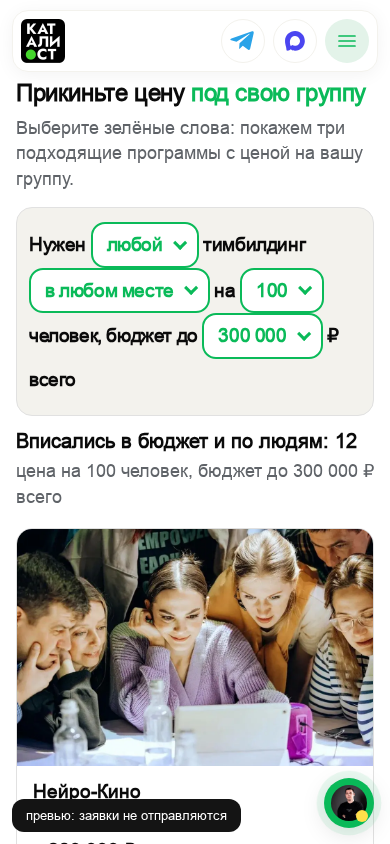 КАТ
АЛИ
СТ
Прикиньте цену под свою группу
Выберите зелёные слова: покажем три
подходящие программы с ценой на вашу
группу.
Нужен любой тимбилдинг
в любом месте на 100
человек, бюджет до 300 000 ₽
всего
Вписались в бюджет и по людям: 12
цена на 100 человек, бюджет до 300 000 ₽
всего
EMPOWE
EACH
Нейро-Кино
превью: заявки не отправляются